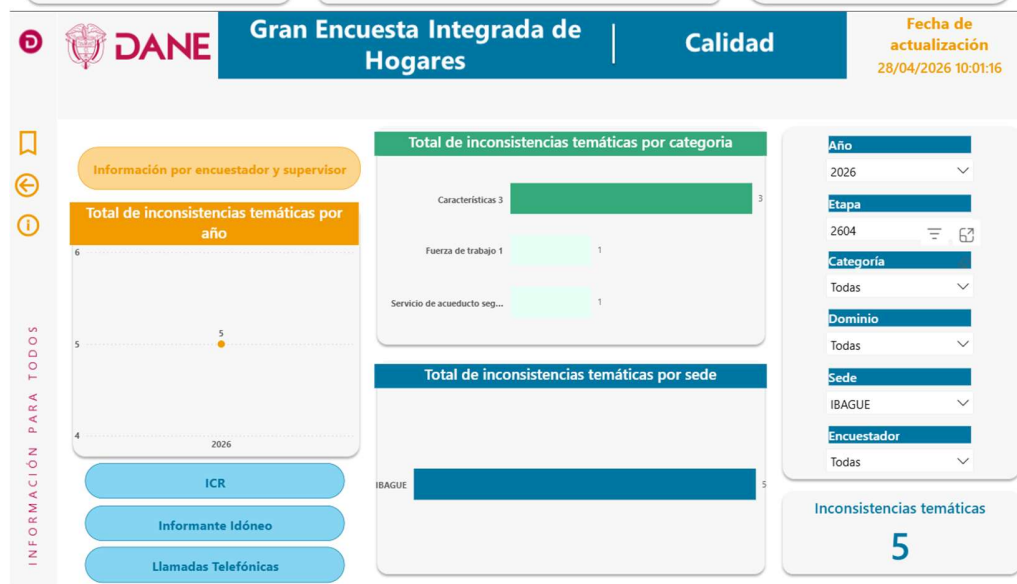 DANE
Gran Encuesta Integrada de
Hogares
Calidad
Fecha de
actualización
28/04/2026 10:01:16
INFORMACIÓN PARA TODOS
Información por encuestador y supervisor
Total de inconsistencias temáticas por
año
6
5
5
4
2026
ICR
Informante Idóneo
Llamadas Telefónicas
Total de inconsistencias temáticas por categoria
Características 3
3
Fuerza de trabajo 1
1
Servicio de acueducto seg...
1
Total de inconsistencias temáticas por sede
IBAGUE
5
Año
2026
Etapa
2604
Categoría
Todas
Dominio
Todas
Sede
IBAGUE
Encuestador
Todas
Inconsistencias temáticas
5